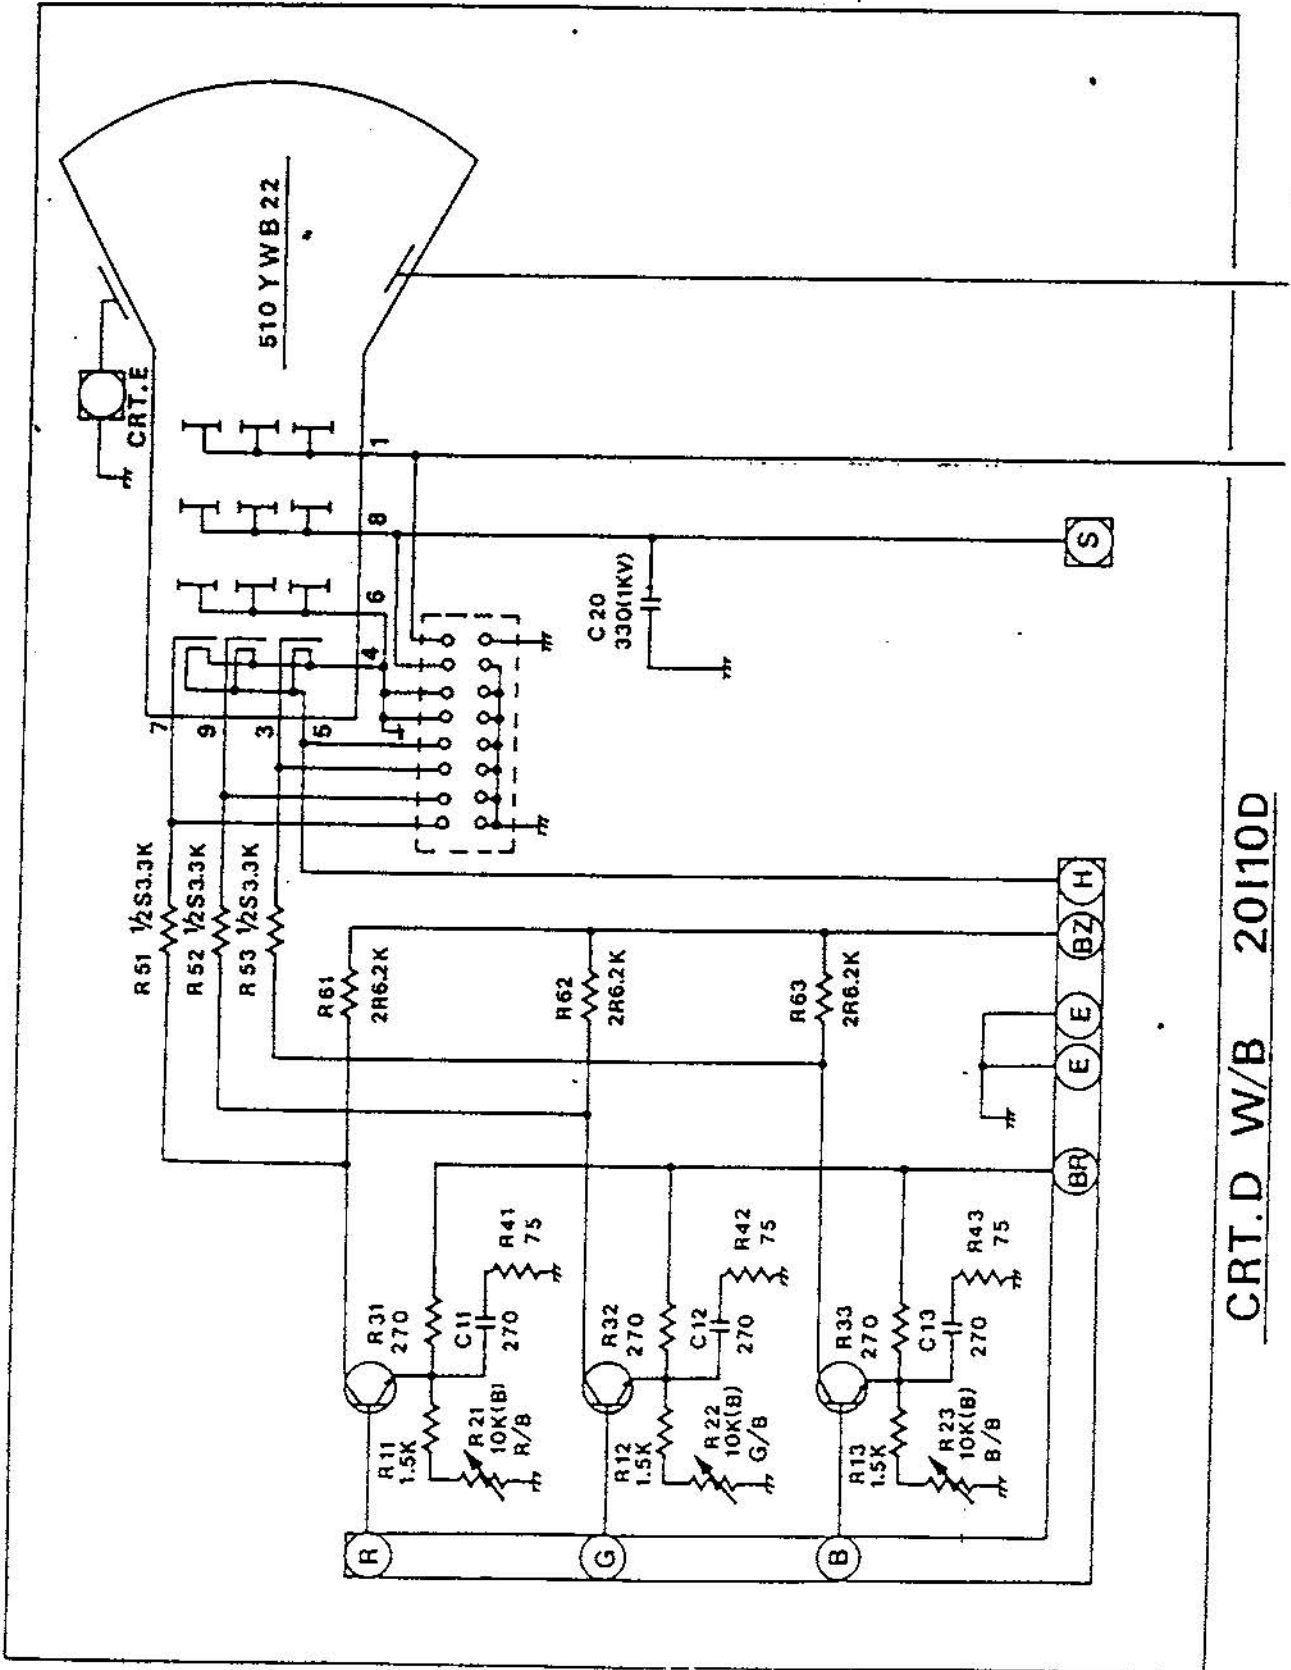 510YWB22
CRT.E
1
8
6
4
7
9
3
5
R51 ½S3.3K
R52 ½S3.3K
R53 ½S3.3K
C20
330(1KV)
S
R61
2R6.2K
R62
2R6.2K
R63
2R6.2K
H
BZ
E
E
BR
R31
270
C11
270
R41
75
R11
1.5K
R21
10K(B)
R/B
R32
270
C12
270
R42
75
R12
1.5K
R22
10K(B)
G/B
R33
270
C13
270
R43
75
R13
1.5K
R23
10K(B)
B/B
R
G
B
CRT.D W/B 20110D